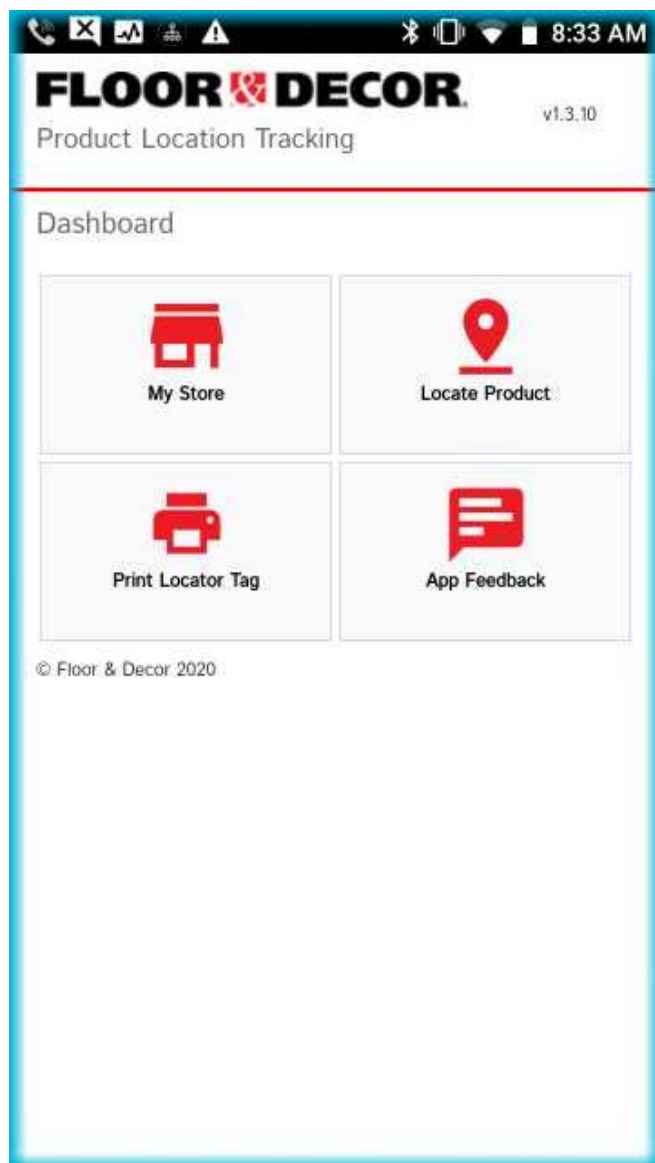 8:33 AM
FLOOR & DECOR.
v1.3.10
Product Location Tracking
Dashboard
My Store
Locate Product
Print Locator Tag
App Feedback
© Floor & Decor 2020